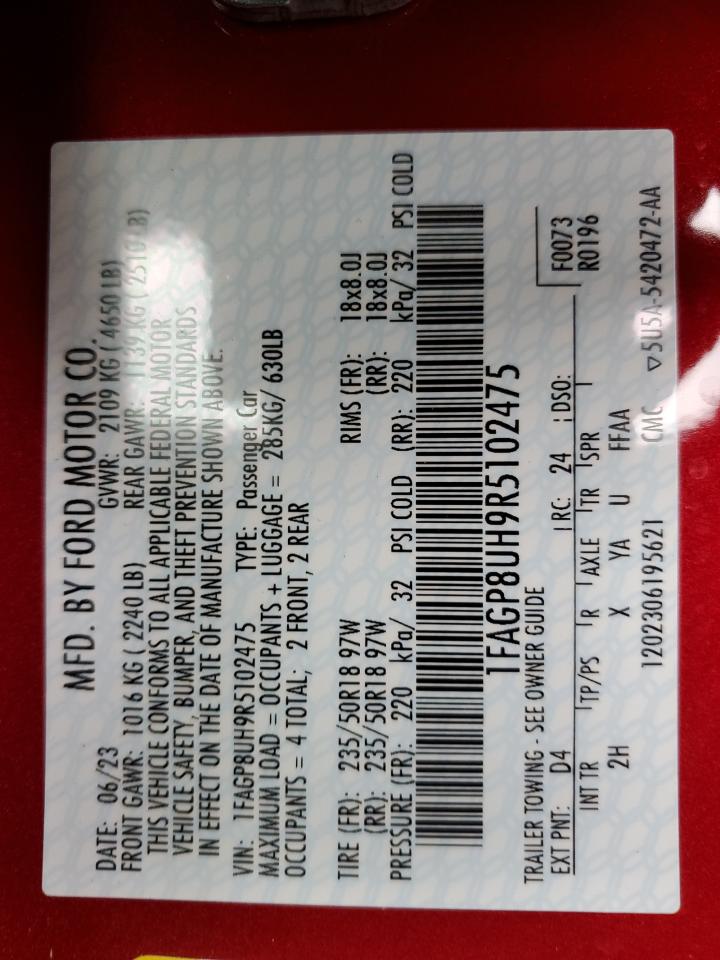 MFD. BY FORD MOTOR CO.
DATE: 06/23 GVWR: 2109 KG ( 4650 LB)
FRONT GAWR: 1016 KG ( 2240 LB) REAR GAWR: 1139 KG ( 2510 LB)
THIS VEHICLE CONFORMS TO ALL APPLICABLE FEDERAL MOTOR
VEHICLE SAFETY, BUMPER, AND THEFT PREVENTION STANDARDS
IN EFFECT ON THE DATE OF MANUFACTURE SHOWN ABOVE.
VIN: 1FAGP8UH9R5102475 TYPE: Passenger Car
MAXIMUM LOAD = OCCUPANTS + LUGGAGE = 285KG/ 630LB
OCCUPANTS = 4 TOTAL; 2 FRONT, 2 REAR
TIRE (FR): 235/50R18 97W RIMS (FR): 18x8.0J
(RR): 235/50R18 97W (RR): 18x8.0J
PRESSURE (FR): 220 kPa/ 32 PSI COLD (RR): 220 kPa/ 32 PSI COLD
1FAGP8UH9R5102475
TRAILER TOWING - SEE OWNER GUIDE F0073
EXT PNT: D4 RC: 24 DSO: R0196
INT TR TP/PS R AXLE TR SPR
2H X YA U FFAA
1202306195621 CMC ▽5U5A-5420472-AA